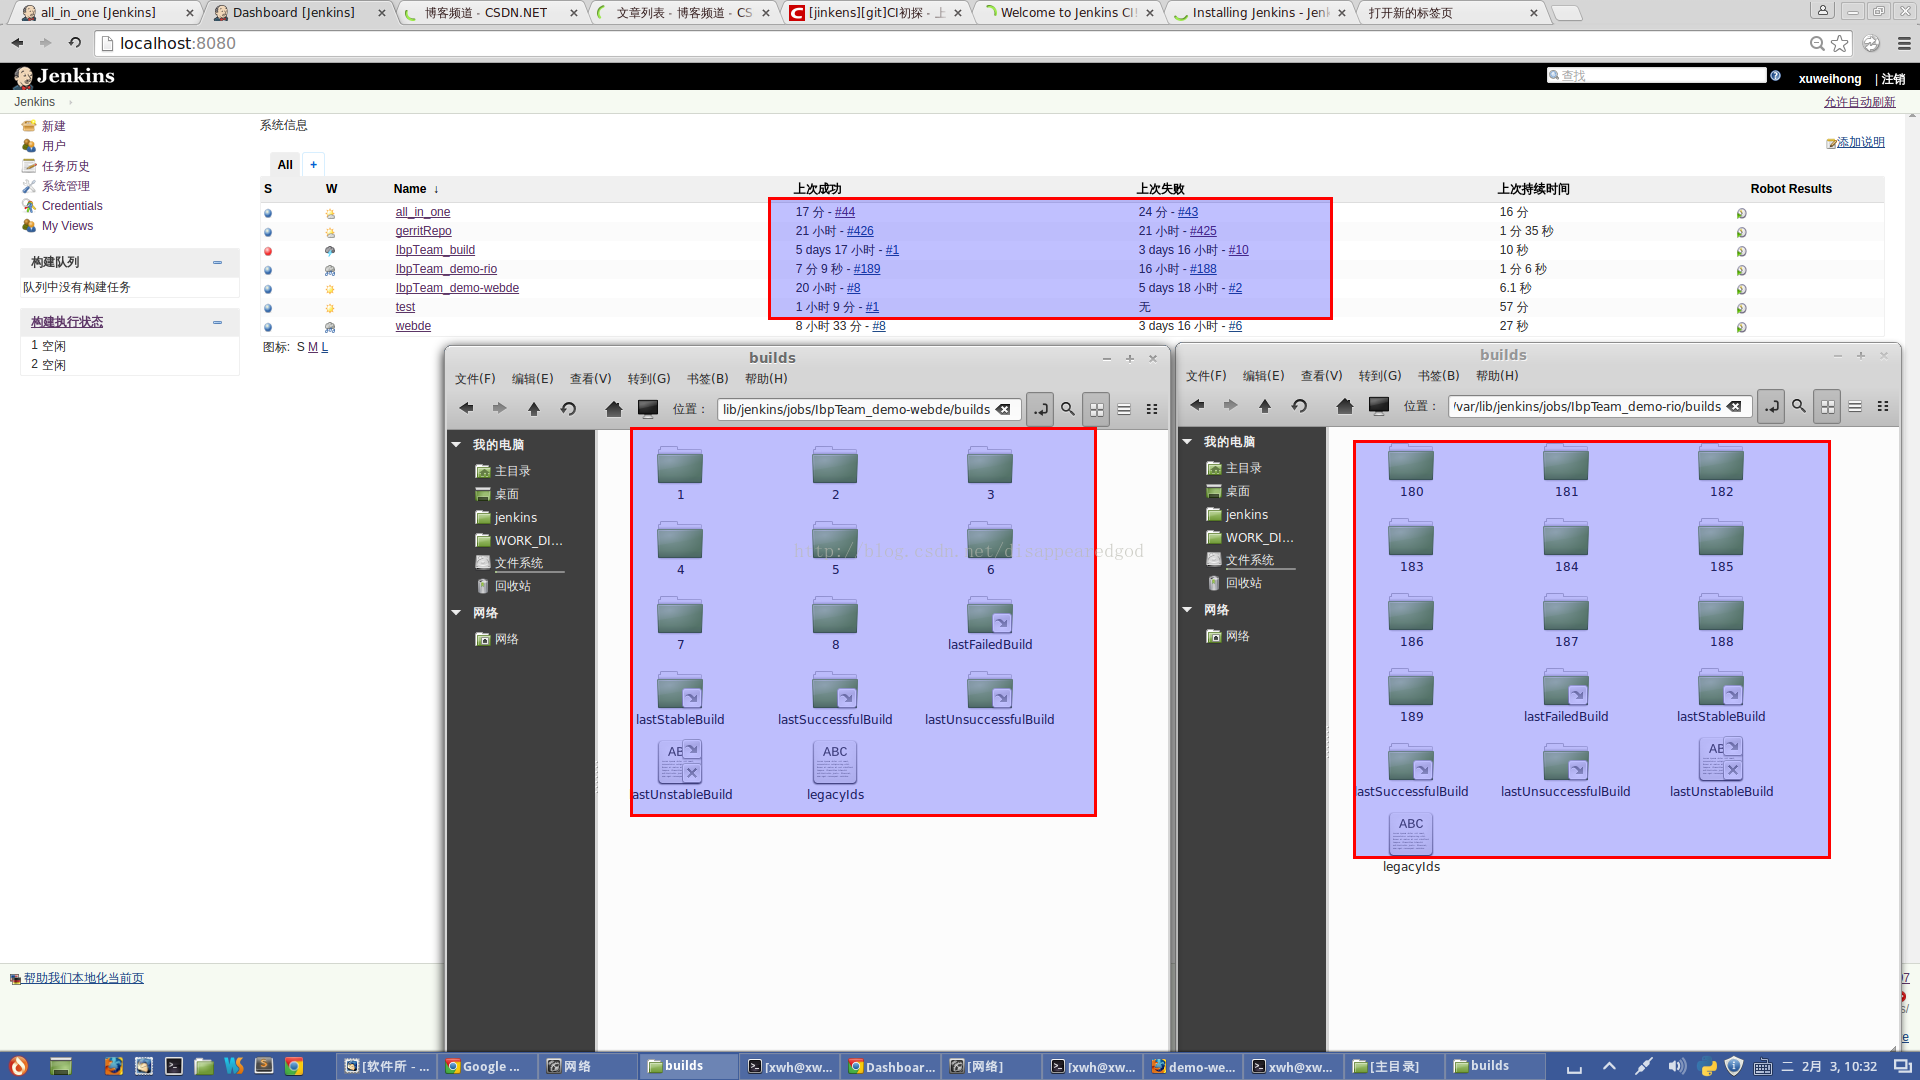 all_in_one [Jenkins]
Dashboard [Jenkins]
博客频道 - CSDN.NET
文章列表 - 博客频道 - CS
[jinkens][git]CI初探 - 上
Welcome to Jenkins CI!
Installing Jenkins - Jenk
打开新的标签页
localhost:8080
Jenkins
查找
xuweihong
| 注销
Jenkins
允许自动刷新
新建
用户
任务历史
系统管理
Credentials
My Views
构建队列
队列中没有构建任务
构建执行状态
1 空闲
2 空闲
系统信息
添加说明
All
+
S W Name ↓ 上次成功 上次失败 上次持续时间 Robot Results
all_in_one 17 分 - #44 24 分 - #43 16 分
gerritRepo 21 小时 - #426 21 小时 - #425 1 分 35 秒
IbpTeam_build 5 days 17 小时 - #1 3 days 16 小时 - #10 10 秒
IbpTeam_demo-rio 7 分 9 秒 - #189 16 小时 - #188 1 分 6 秒
IbpTeam_demo-webde 20 小时 - #8 5 days 18 小时 - #2 6.1 秒
test 1 小时 9 分 - #1 无 57 分
webde 8 小时 33 分 - #8 3 days 16 小时 - #6 27 秒
图标: S M L
builds
文件(F) 编辑(E) 查看(V) 转到(G) 书签(B) 帮助(H)
位置：
lib/jenkins/jobs/IbpTeam_demo-webde/builds
我的电脑
主目录
桌面
jenkins
WORK_DI...
文件系统
回收站
网络
网络
1 2 3
4 5 6
7 8 lastFailedBuild
lastStableBuild lastSuccessfulBuild lastUnsuccessfulBuild
ABC
astUnstableBuild legacyIds
http://blog.csdn.net/disappearedgod
builds
文件(F) 编辑(E) 查看(V) 转到(G) 书签(B) 帮助(H)
位置：
/var/lib/jenkins/jobs/IbpTeam_demo-rio/builds
我的电脑
主目录
桌面
jenkins
WORK_DI...
文件系统
回收站
网络
网络
180 181 182
183 184 185
186 187 188
189 lastFailedBuild lastStableBuild
lastSuccessfulBuild lastUnsuccessfulBuild lastUnstableBuild
ABC
legacyIds
帮助我们本地化当前页
[软件所 - ...
Google ...
网络
builds
[xwh@xw...
Dashboar...
[网络]
[xwh@xw...
demo-we...
xwh@xw...
[主目录]
builds
二 2月 3, 10:32